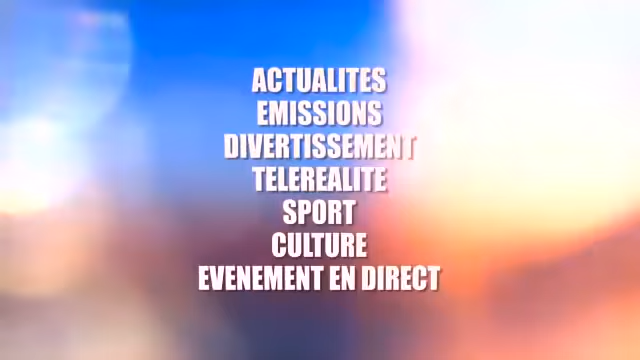 ACTUALITES
EMISSIONS
DIVERTISSEMENT
TELEREALITE
SPORT
CULTURE
EVENEMENT EN DIRECT